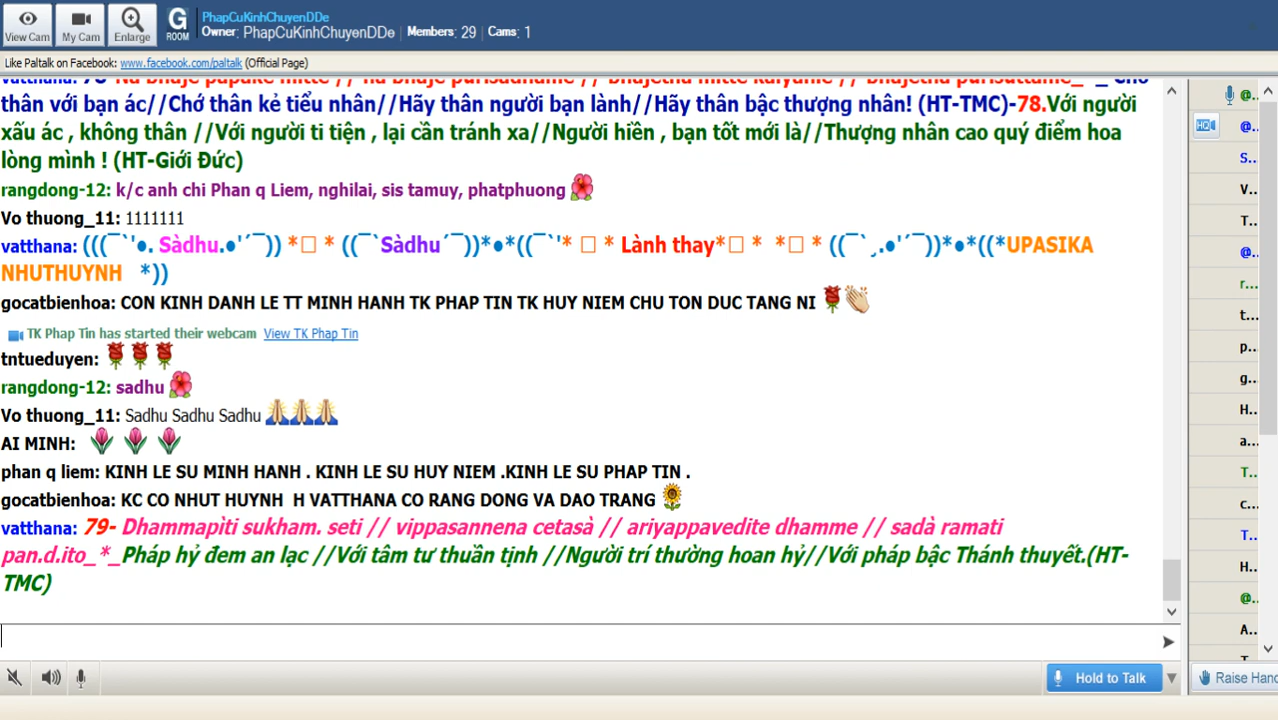 PhapCuKinhChuyenDDe
Owner: PhapCuKinhChuyenDDe Members: 29 Cams: 1
View Cam My Cam Enlarge G ROOM
Like Paltalk on Facebook: www.facebook.com/paltalk (Official Page)
thân với bạn ác//Chớ thân kẻ tiểu nhân//Hãy thân người bạn lành//Hãy thân bậc thượng nhân! (HT-TMC)-78.Với người
xấu ác , không thân //Với người ti tiện , lại cần tránh xa//Người hiền , bạn tốt mới là//Thượng nhân cao quý điểm hoa
lòng mình ! (HT-Giới Đức)
rangdong-12: k/c anh chi Phan q Liem, nghilai, sis tamuy, phatphuong
Vo thuong_11: 1111111
vatthana: (((¯`'●. Sàdhu.●'´¯)) *□ * ((¯`Sàdhu´¯))*●*((¯`'* □ * Lành thay*□ * *□ * ((¯`¸.●'´¯))*●*((*UPASIKA
NHUTHUYNH *))
gocatbienhoa: CON KINH DANH LE TT MINH HANH TK PHAP TIN TK HUY NIEM CHU TON DUC TANG NI
TK Phap Tin has started their webcam View TK Phap Tin
tntueduyen:
rangdong-12: sadhu
Vo thuong_11: Sadhu Sadhu Sadhu
AI MINH:
phan q liem: KINH LE SU MINH HANH . KINH LE SU HUY NIEM .KINH LE SU PHAP TIN .
gocatbienhoa: KC CO NHUT HUYNH H VATTHANA CO RANG DONG VA DAO TRANG
vatthana: 79- Dhammapìti sukham. seti // vippasannena cetasà // ariyappavedite dhamme // sadà ramati
pan.d.ito_*_Pháp hỷ đem an lạc //Với tâm tư thuần tịnh //Người trí thường hoan hỷ//Với pháp bậc Thánh thuyết.(HT-
TMC)
@..
HQ @..
S..
V..
T..
@..
r...
t...
p...
g...
H..
a...
T..
c...
T..
H..
@..
A..
Hold to Talk Raise Hand